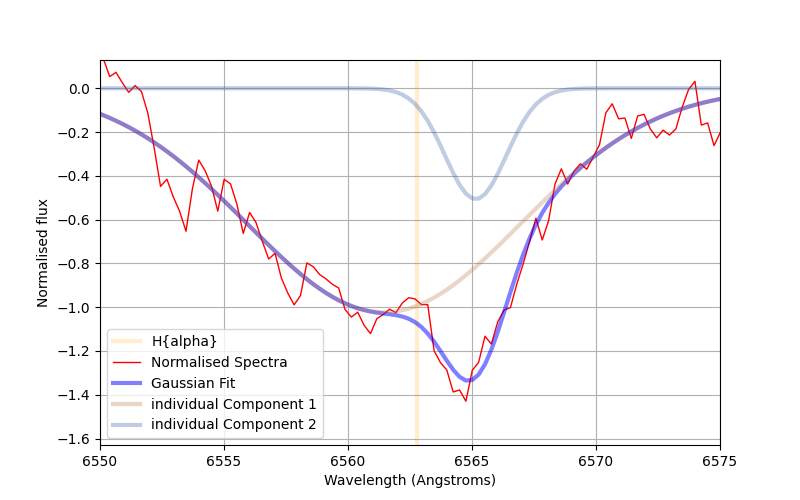 0.0
−0.2
−0.4
−0.6
−0.8
−1.0
−1.2
−1.4
−1.6
Normalised flux
H{alpha}
Normalised Spectra
Gaussian Fit
individual Component 1
individual Component 2
6550 6555 6560 6565 6570 6575
Wavelength (Angstroms)